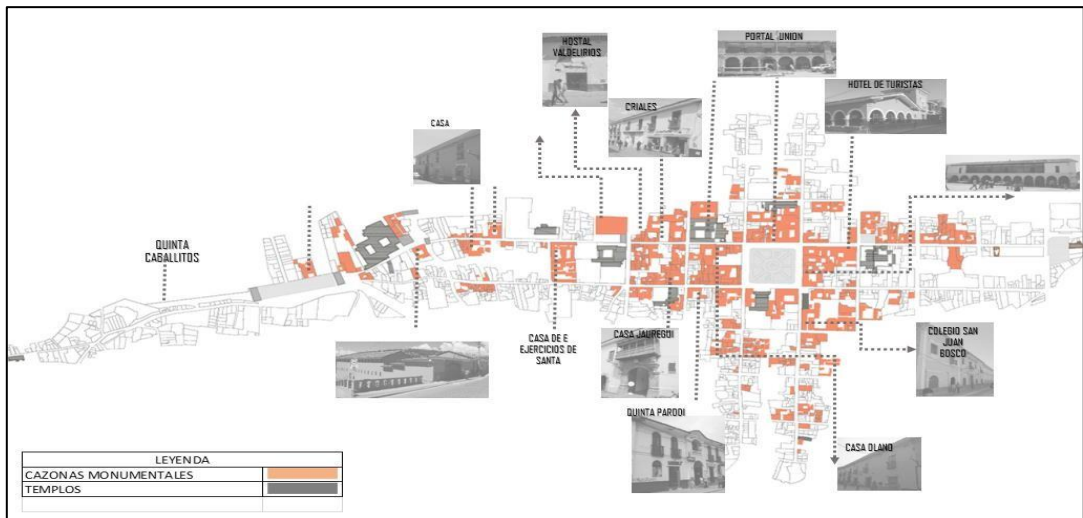 HOSTAL
VALDELIRIOS
PORTAL UNION
HOTEL DE TURISTAS
CRIALES
CASA
QUINTA
CABALLITOS
CASA DE E
EJERCICIOS DE
SANTA
CASA JAUREGUI
COLEGIO SAN
JUAN
BOSCO
QUINTA PARODI
CASA OLANO
LEYENDA
CAZONAS MONUMENTALES
TEMPLOS